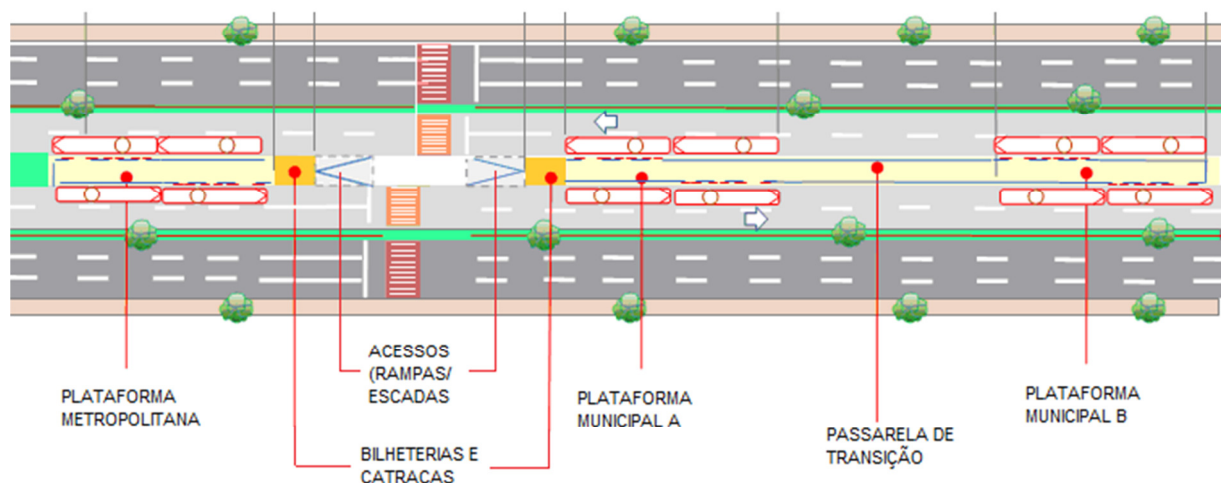 PLATAFORMA
METROPOLITANA
ACESSOS
(RAMPAS/
ESCADAS
BILHETERIAS E
CATRACAS
PLATAFORMA
MUNICIPAL A
PASSARELA DE
TRANSIÇÃO
PLATAFORMA
MUNICIPAL B